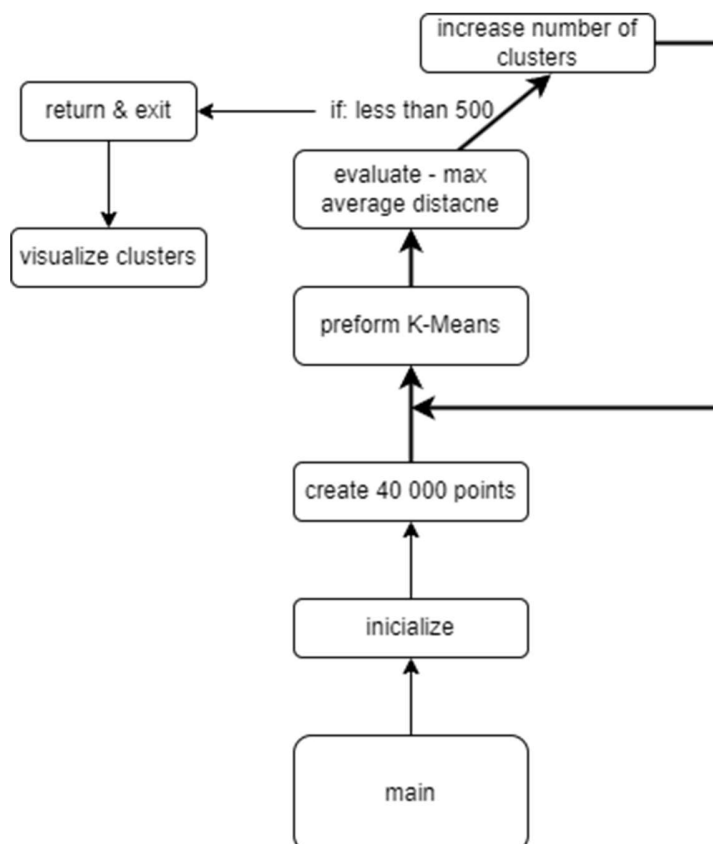 increase number of
clusters
return & exit
if: less than 500
evaluate - max
average distacne
visualize clusters
preform K-Means
create 40 000 points
inicialize
main